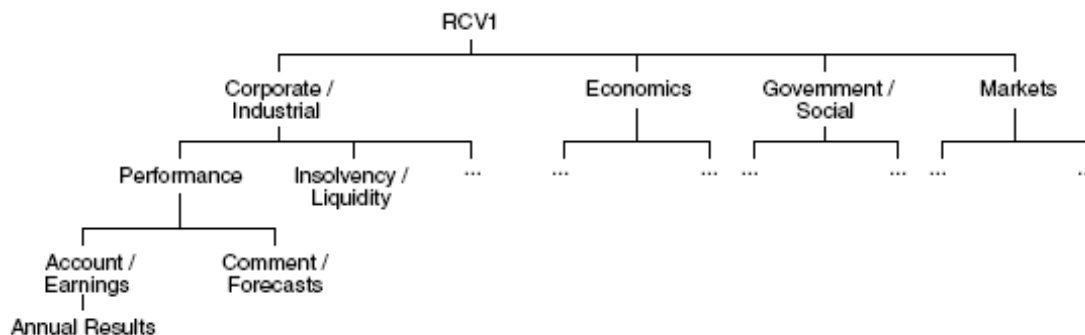 RCV1
Corporate /
Industrial
Economics
Government /
Social
Markets
Performance
Insolvency /
Liquidity
...
...
...
...
...
...
Account /
Earnings
Comment /
Forecasts
Annual Results